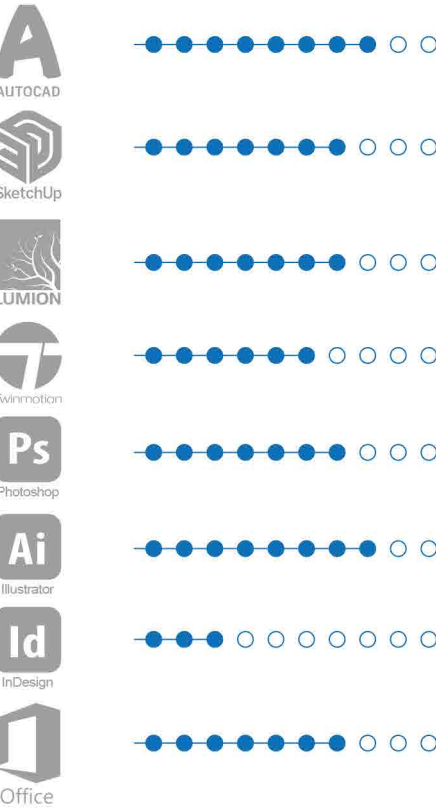 AUTOCAD
SketchUp
LUMION
Twinmotion
Ps
Photoshop
Ai
Illustrator
Id
InDesign
Office